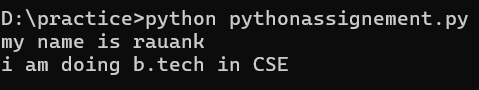 D:\practice>python pythonassignement.py
my name is rauank
i am doing b.tech in CSE